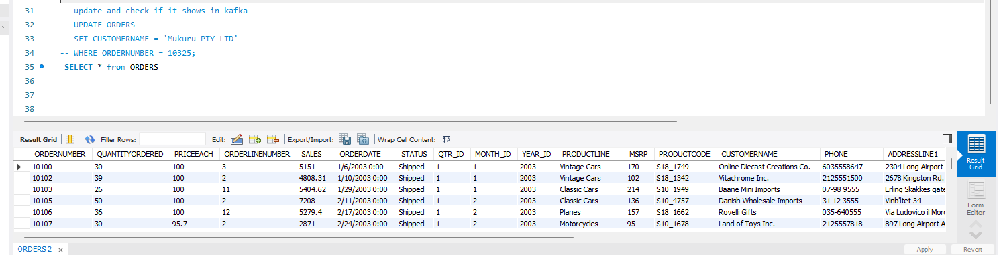 31 -- update and check if it shows in kafka
32 -- UPDATE ORDERS
33 -- SET CUSTOMERNAME = 'Mukuru PTY LTD'
34 -- WHERE ORDERNUMBER = 10325;
35 SELECT * from ORDERS
36
37
38
Result Grid Filter Rows: Edit: Export/Import: Wrap Cell Content:
ORDERNUMBER QUANTITYORDERED PRICEEACH ORDERLINENUMBER SALES ORDERDATE STATUS QTR_ID MONTH_ID YEAR_ID PRODUCTLINE MSRP PRODUCTCODE CUSTOMERNAME PHONE ADDRESSLINE1
10100 30 100 3 5151 1/6/2003 0:00 Shipped 1 1 2003 Vintage Cars 170 S18_1749 Online Diecast Creations Co. 6035558647 2304 Long Airport
10102 39 100 2 4808.31 1/10/2003 0:00 Shipped 1 1 2003 Vintage Cars 102 S18_1342 Vitachrome Inc. 2125551500 2678 Kingston Rd.
10103 26 100 11 5404.62 1/29/2003 0:00 Shipped 1 1 2003 Classic Cars 214 S10_1949 Baane Mini Imports 07-98 9555 Erling Skakkes gate
10105 50 100 2 7208 2/11/2003 0:00 Shipped 1 2 2003 Classic Cars 136 S10_4757 Danish Wholesale Imports 31 12 3555 Vinb'ltet 34
10106 36 100 12 5279.4 2/17/2003 0:00 Shipped 1 2 2003 Planes 157 S18_1662 Rovelli Gifts 035-640555 Via Ludovico il Moro
10107 30 95.7 2 2871 2/24/2003 0:00 Shipped 1 2 2003 Motorcycles 95 S10_1678 Land of Toys Inc. 2125557818 897 Long Airport A
Result
Grid
Form
Editor
ORDERS 2 Apply Revert